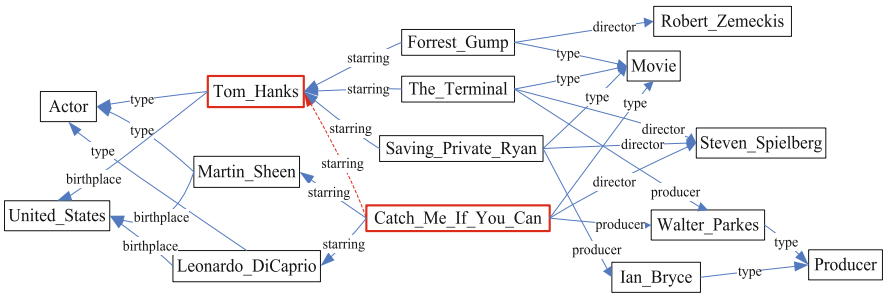 Robert_Zemeckis
director
Forrest_Gump
type
starring
Movie
Tom_Hanks
starring
The_Terminal
type
type
type
Actor
type
type
starring
director
Steven_Spielberg
Saving_Private_Ryan
director
type
starring
birthplace
Martin_Sheen
starring
director
producer
United_States
birthplace
Catch_Me_If_You_Can
producer
Walter_Parkes
birthplace
starring
producer
type
Leonardo_DiCaprio
Ian_Bryce
type
Producer